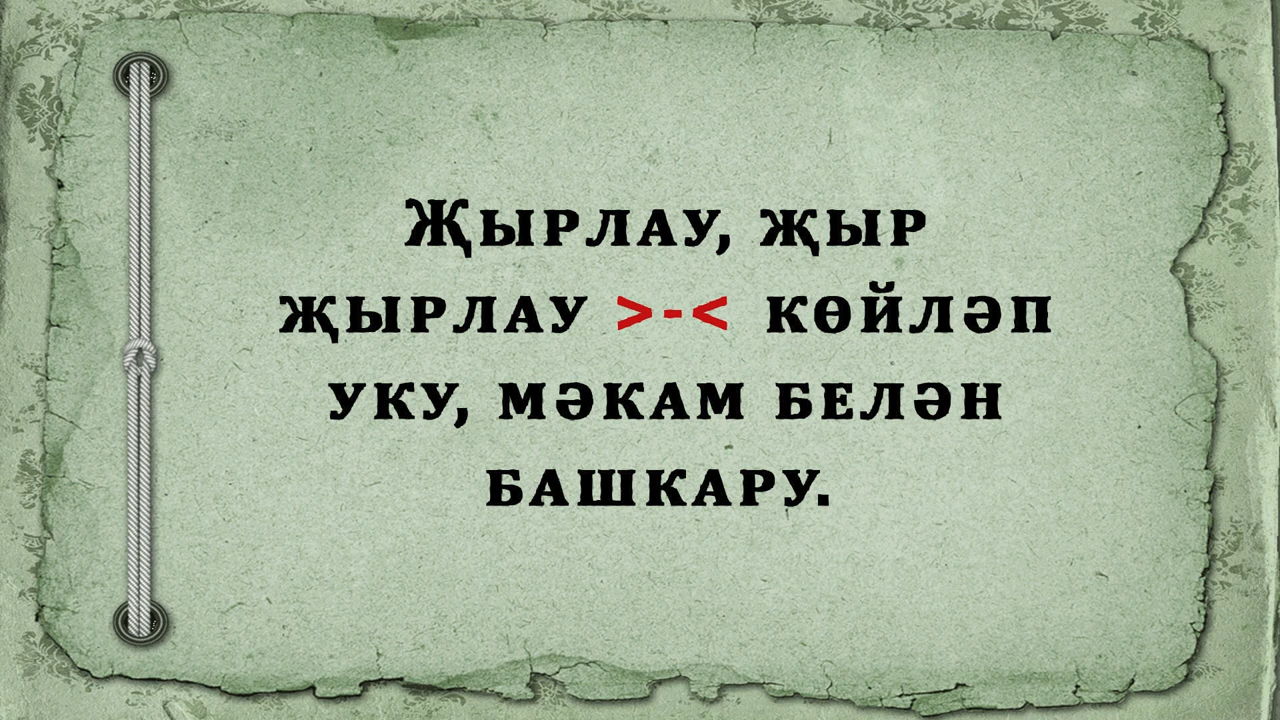 Җырлау, җыр
җырлау >-< көйләп
уку, мәкам белән
башкару.